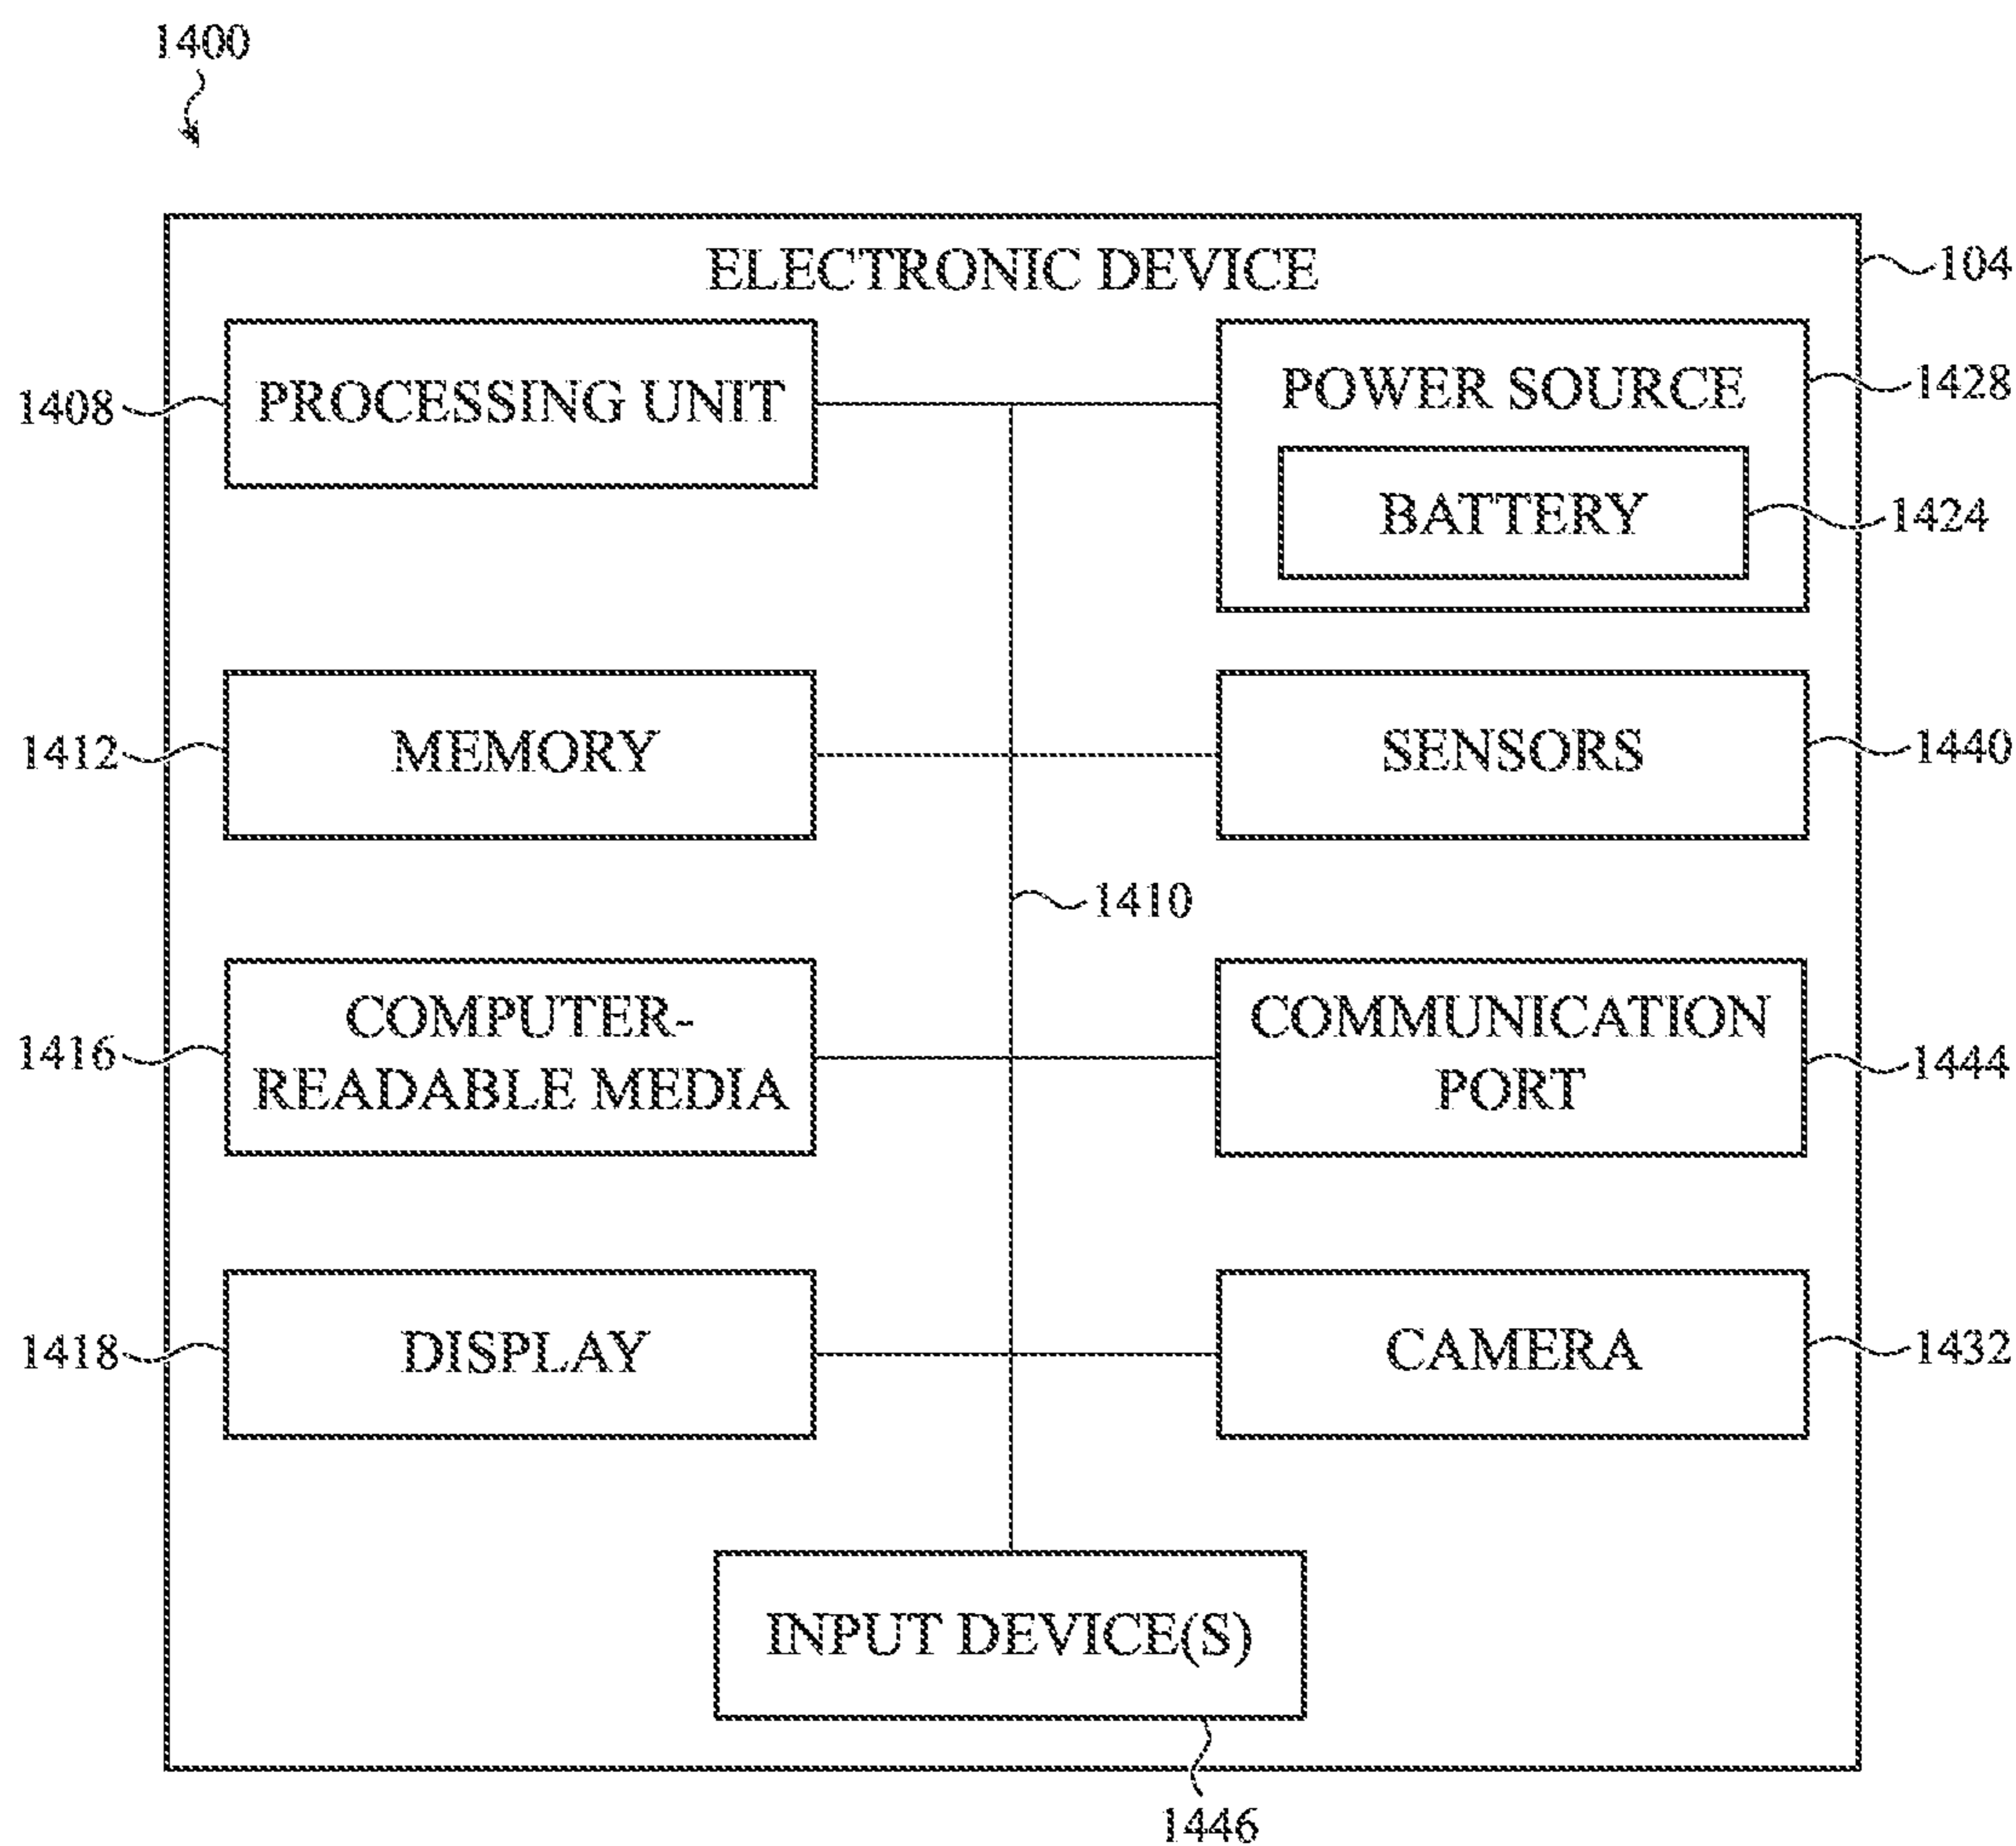 1400
ELECTRONIC DEVICE
104
1408
PROCESSING UNIT
POWER SOURCE
1428
BATTERY
1424
1412
MEMORY
SENSORS
1440
1410
1416
COMPUTER-
READABLE MEDIA
COMMUNICATION
PORT
1444
1418
DISPLAY
CAMERA
1432
INPUT DEVICE(S)
1446